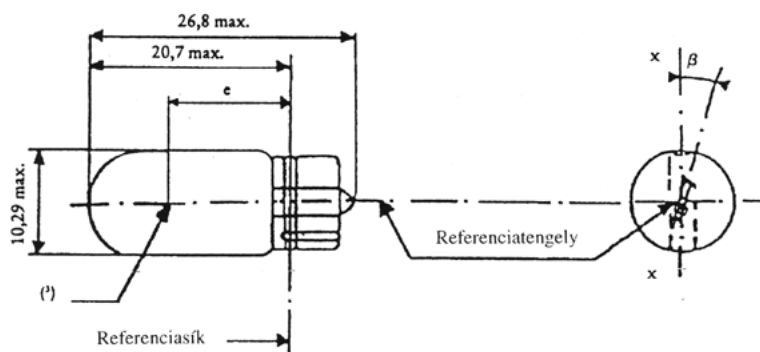 26,8 max.
20,7 max.
e
x
β
10,29 max.
Referenciatengely
(³)
x
Referenciasík